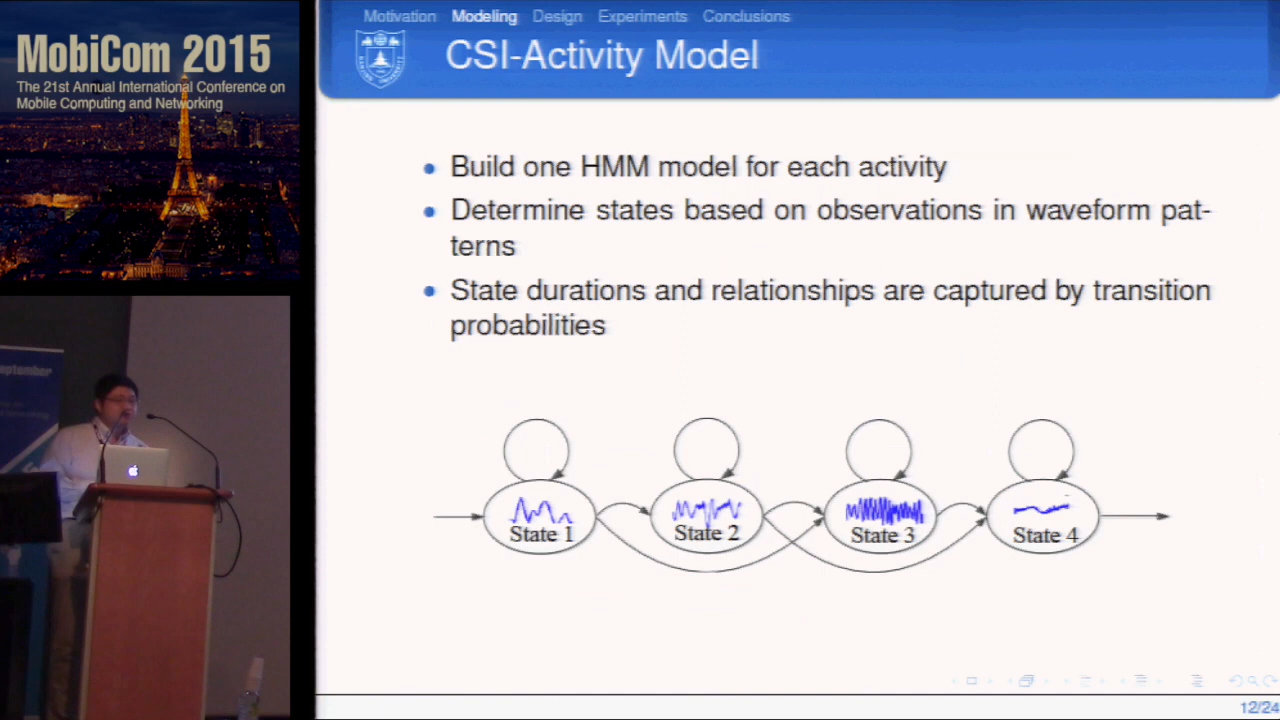 MobiCom 2015
The 21st Annual International Conference on
Mobile Computing and Networking
Motivation Modeling Design Experiments Conclusions
CSI-Activity Model
• Build one HMM model for each activity
• Determine states based on observations in waveform pat-
terns
• State durations and relationships are captured by transition
probabilities
State 1
State 2
State 3
State 4
12/24